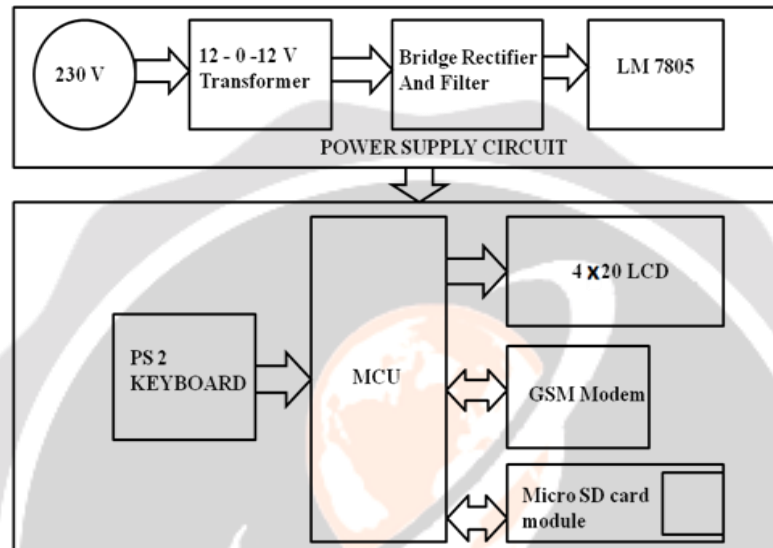 230 V
12 - 0 -12 V
Transformer
Bridge Rectifier
And Filter
LM 7805
POWER SUPPLY CIRCUIT
PS 2
KEYBOARD
MCU
4 x20 LCD
GSM Modem
Micro SD card
module